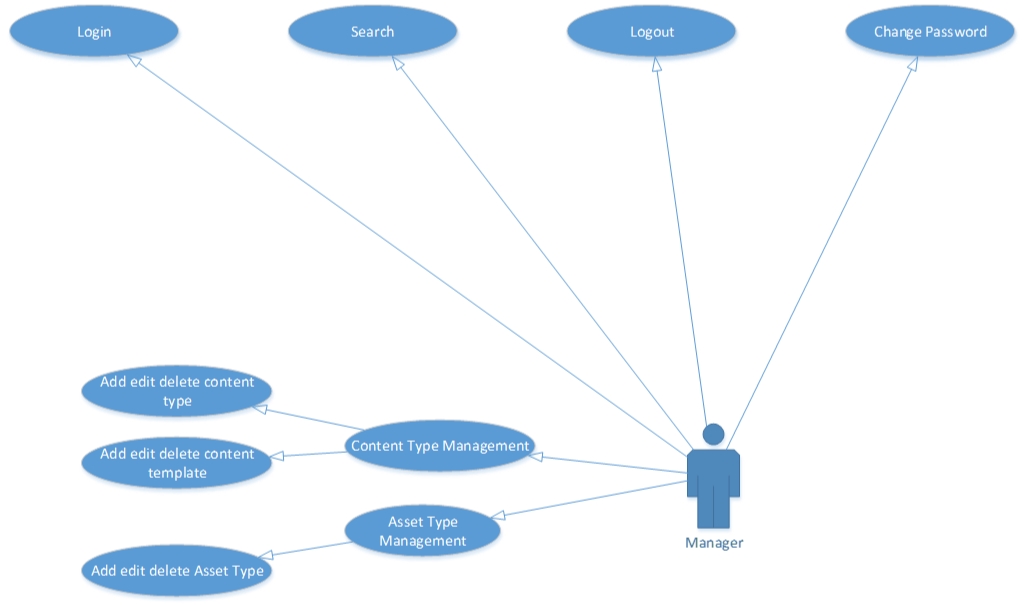 Login
Search
Logout
Change Password
Add edit delete content
type
Content Type Management
Add edit delete content
template
Asset Type
Management
Manager
Add edit delete Asset Type